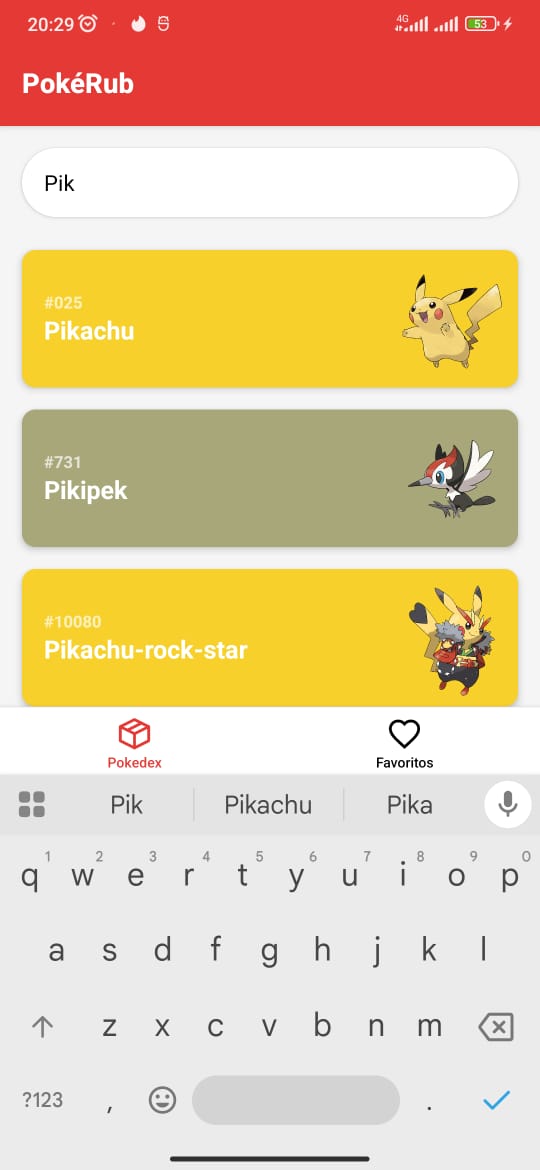 20:29
4G
53
PokéRub
Pik
#025
Pikachu
#731
Pikipek
#10080
Pikachu-rock-star
Pokedex
Favoritos
Pik Pikachu Pika
1 2 3 4 5 6 7 8 9 0
q w e r t y u i o p
a s d f g h j k l
z x c v b n m
?123 , .